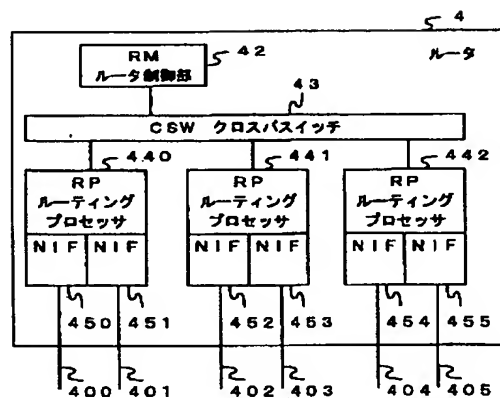 4
ルータ
RM
ルータ制御部
42
43
CSW クロスバスイッチ
440
441
442
RP
ルーティング
プロセッサ
NIF NIF
RP
ルーティング
プロセッサ
NIF NIF
RP
ルーティング
プロセッサ
NIF NIF
450 451 452 453 454 455
400 401 402 403 404 405